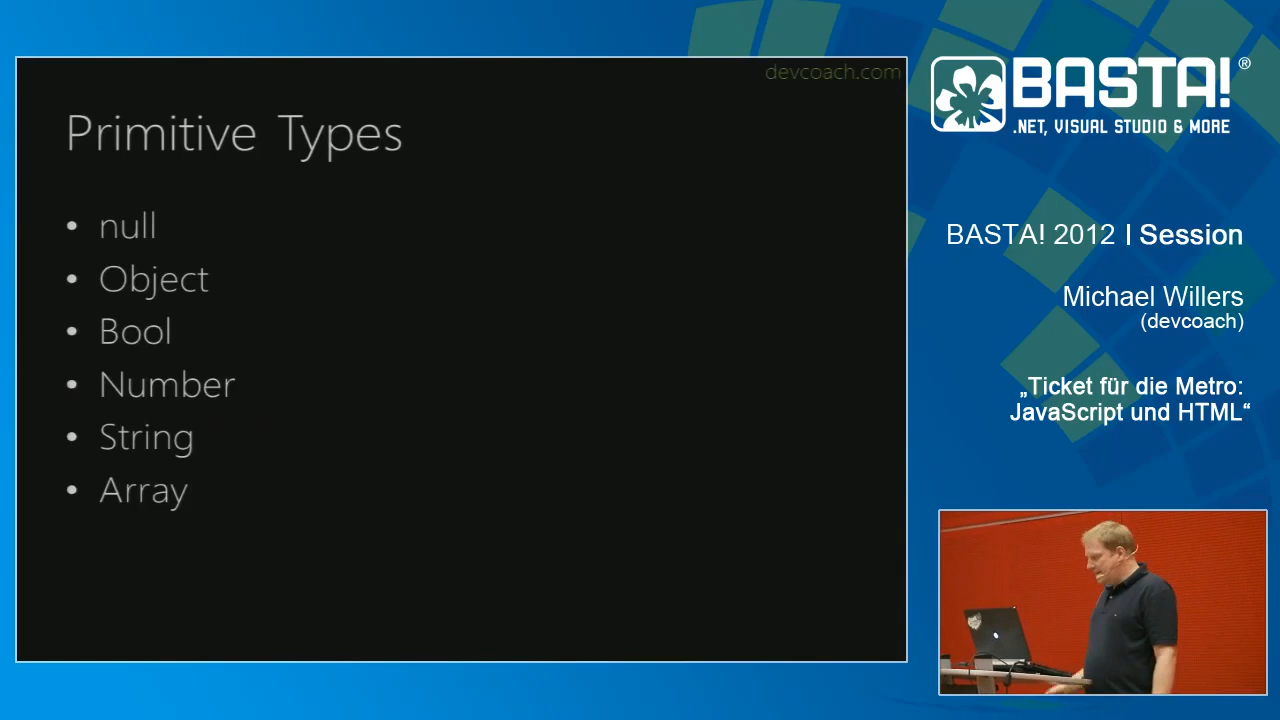 devcoach.com
Primitive Types
• null
• Object
• Bool
• Number
• String
• Array
BASTA!®
.NET, VISUAL STUDIO & MORE
BASTA! 2012 I Session
Michael Willers
(devcoach)
„Ticket für die Metro:
JavaScript und HTML“